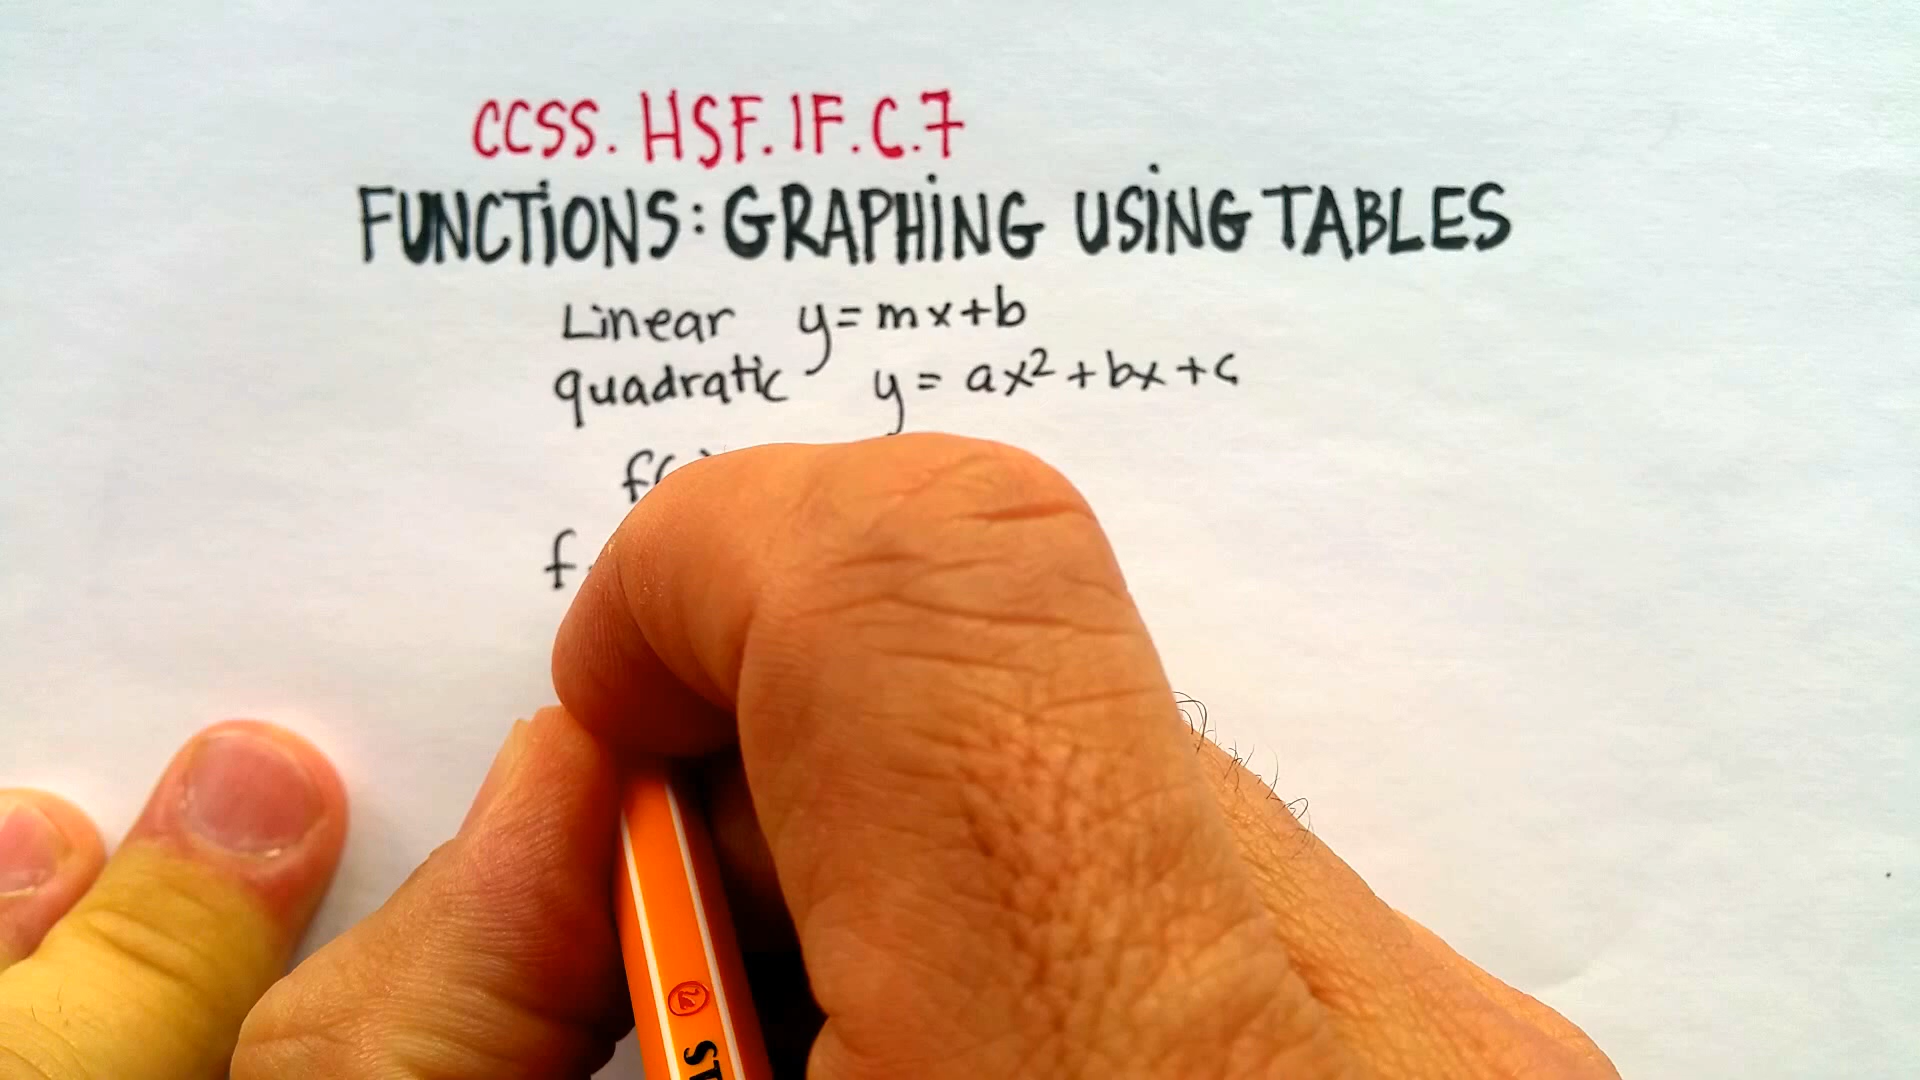 CCSS.HSF.IF.C.7
FUNCTIONS: GRAPHING USING TABLES
Linear y=mx+b
quadratic y = ax²+bx+c